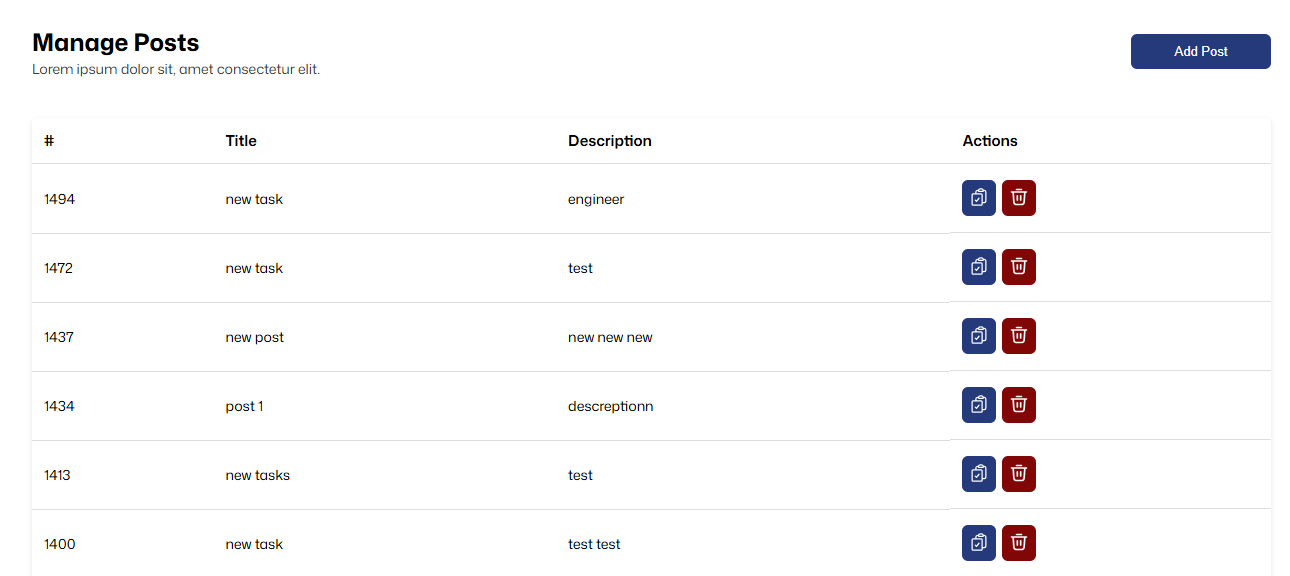 Manage Posts
Add Post
Lorem ipsum dolor sit, amet consectetur elit.
# Title Description Actions
1494 new task engineer
1472 new task test
1437 new post new new new
1434 post 1 descreptionn
1413 new tasks test
1400 new task test test